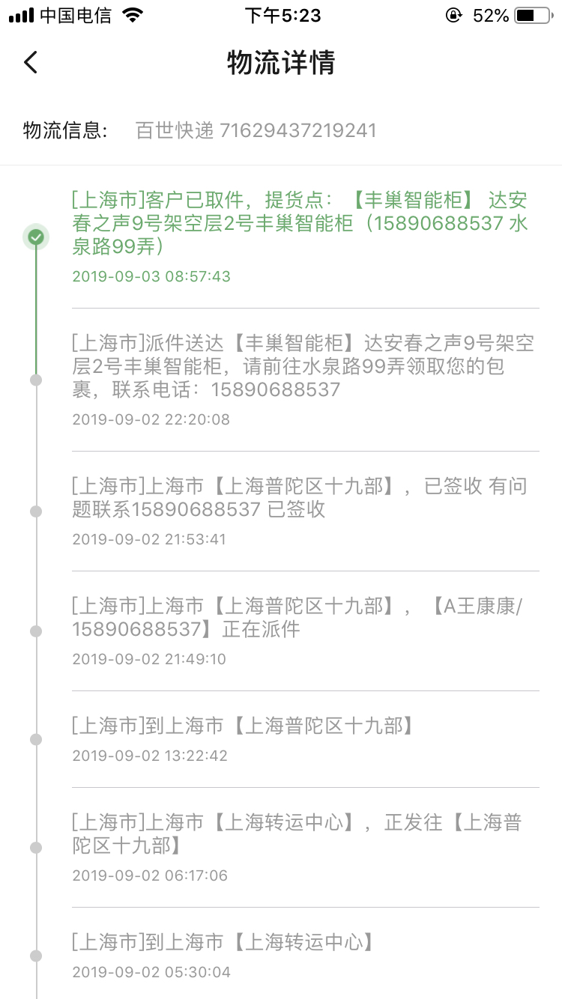 中国电信
下午5:23
52%
物流详情
物流信息: 百世快递 71629437219241
[上海市]客户已取件，提货点：【丰巢智能柜】 达安
春之声9号架空层2号丰巢智能柜（15890688537 水
泉路99弄）
2019-09-03 08:57:43
[上海市]派件送达【丰巢智能柜】达安春之声9号架空
层2号丰巢智能柜，请前往水泉路99弄领取您的包
裹，联系电话：15890688537
2019-09-02 22:20:08
[上海市]上海市【上海普陀区十九部】，已签收 有问
题联系15890688537 已签收
2019-09-02 21:53:41
[上海市]上海市【上海普陀区十九部】，【A王康康/
15890688537】正在派件
2019-09-02 21:49:10
[上海市]到上海市【上海普陀区十九部】
2019-09-02 13:22:42
[上海市]上海市【上海转运中心】，正发往【上海普
陀区十九部】
2019-09-02 06:17:06
[上海市]到上海市【上海转运中心】
2019-09-02 05:30:04